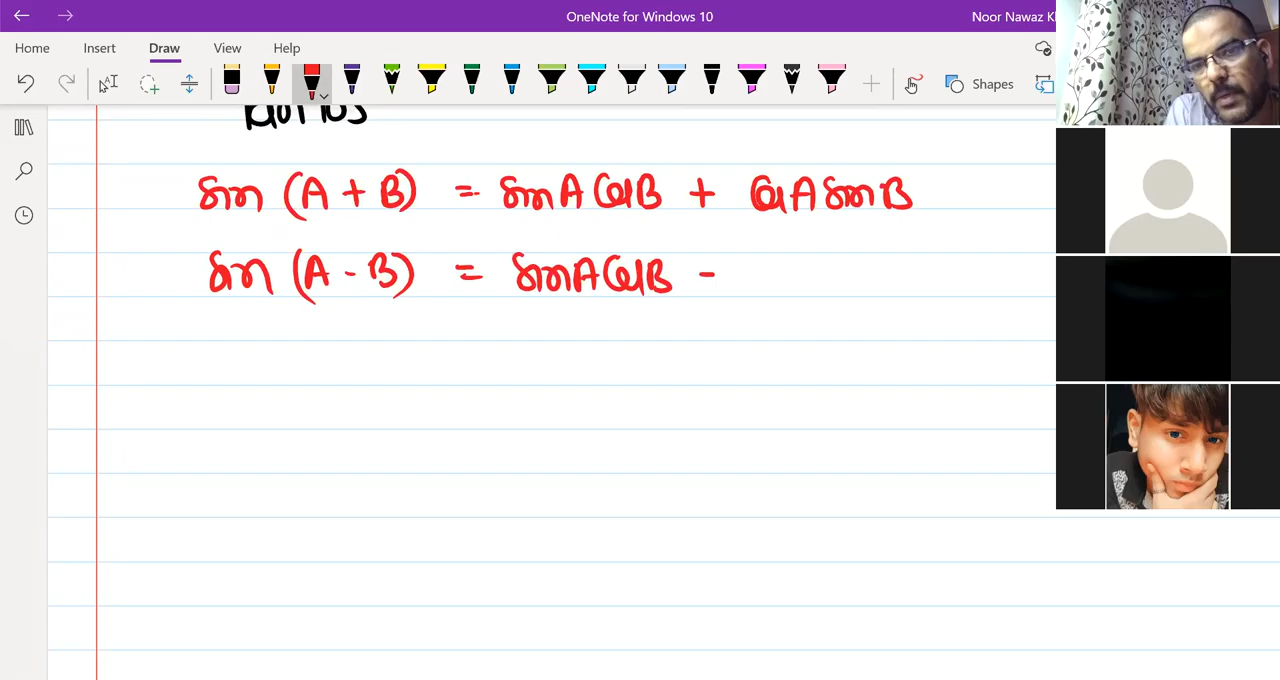 OneNote for Windows 10
Noor Nawaz
Home Insert Draw View Help
Shapes
sin (A + B) = sinA cosB + cosA sinB
sin (A - B) = sinA cosB -